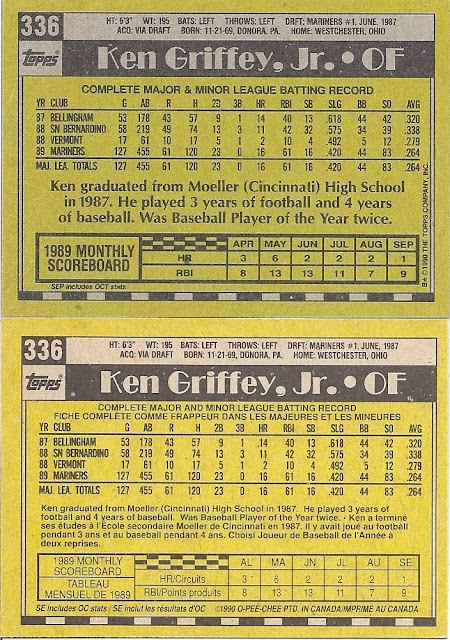 336
HT: 6'3" WT: 195 BATS: LEFT THROWS: LEFT DRFT: MARINERS #1, JUNE, 1987
ACQ: VIA DRAFT BORN: 11-21-69, DONORA, PA. HOME: WESTCHESTER, OHIO
Topps
Ken Griffey, Jr. • OF
COMPLETE MAJOR & MINOR LEAGUE BATTING RECORD
YR CLUB G AB R H 2B 3B HR RBI SB SLG BB SO AVG
87 BELLINGHAM 53 178 43 57 9 1 14 40 13 .618 44 42 .320
88 SN BERNARDINO 58 219 49 74 13 3 11 42 32 .575 34 39 .338
88 VERMONT 17 61 10 17 5 1 2 10 4 .492 5 12 .279
89 MARINERS 127 455 61 120 23 0 16 61 16 .420 44 83 .264
MAJ. LEA. TOTALS 127 455 61 120 23 0 16 61 16 .420 44 83 .264
Ken graduated from Moeller (Cincinnati) High School
in 1987. He played 3 years of football and 4 years
of baseball. Was Baseball Player of the Year twice.
1989 MONTHLY
SCOREBOARD
APR MAY JUN JUL AUG SEP
HR 3 6 2 2 2 1
RBI 8 13 13 11 7 9
SEP includes OCT stats
B* © 1990 THE TOPPS COMPANY, INC.
336
HT: 6'3" WT: 195 BATS: LEFT THROWS: LEFT DRFT: MARINERS #1, JUNE, 1987
ACQ: VIA DRAFT BORN: 11-21-69, DONORA, PA. HOME: WESTCHESTER, OHIO
Topps
Ken Griffey, Jr. • OF
COMPLETE MAJOR AND MINOR LEAGUE BATTING RECORD
FICHE COMPLETE COMME FRAPPEUR DANS LES MAJEURES ET LES MINEURES
YR CLUB G AB R H 2B 3B HR RBI SB SLG BB SO AVG
87 BELLINGHAM 53 178 43 57 9 1 14 40 13 .618 44 42 .320
88 SN BERNARDINO 58 219 49 74 13 3 11 42 32 .575 34 39 .338
88 VERMONT 17 61 10 17 5 1 2 10 4 .492 5 12 .279
89 MARINERS 127 455 61 120 23 0 16 61 16 .420 44 83 .264
MAJ. LEA. TOTALS 127 455 61 120 23 0 16 61 16 .420 44 83 .264
Ken graduated from Moeller (Cincinnati) High School in 1987. He played 3 years of
football and 4 years of baseball. Was Baseball Player of the Year twice. • Ken a terminé
ses études à l'École secondaire Moeller de Cincinnati en 1987. Il y avait joué au football
pendant 3 ans et au baseball pendant 4 ans. Choisi Joueur de Baseball de l'Année à
deux reprises.
1989 MONTHLY
SCOREBOARD
TABLEAU
MENSUEL DE 1989
AL MA JN JL AU SE
HR/Circuits 3 6 2 2 2 1
RBI/Points produits 8 13 13 11 7 9
SE includes OC stats / SE inclut les résultats d'OC ©1990 O-PEE-CHEE PTD. IN CANADA/IMPRIMÉ AU CANADA